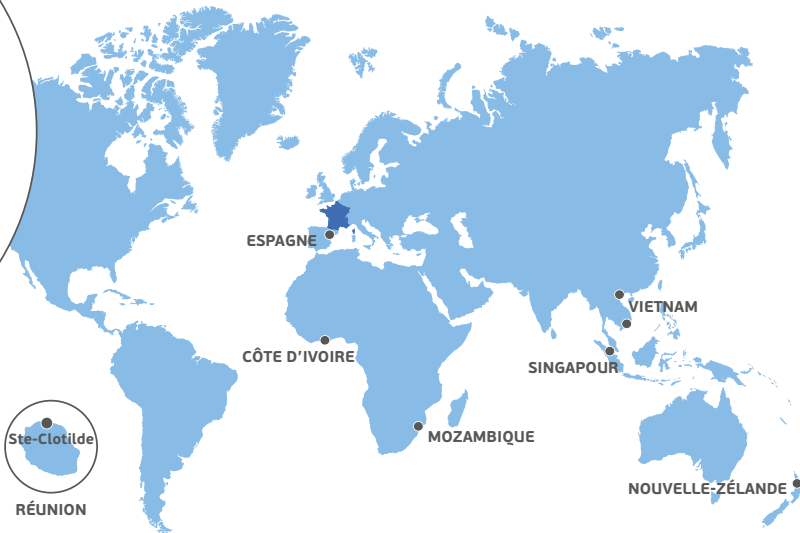 ESPAGNE
VIETNAM
CÔTE D'IVOIRE
SINGAPOUR
Ste-Clotilde
MOZAMBIQUE
NOUVELLE-ZÉLANDE
RÉUNION